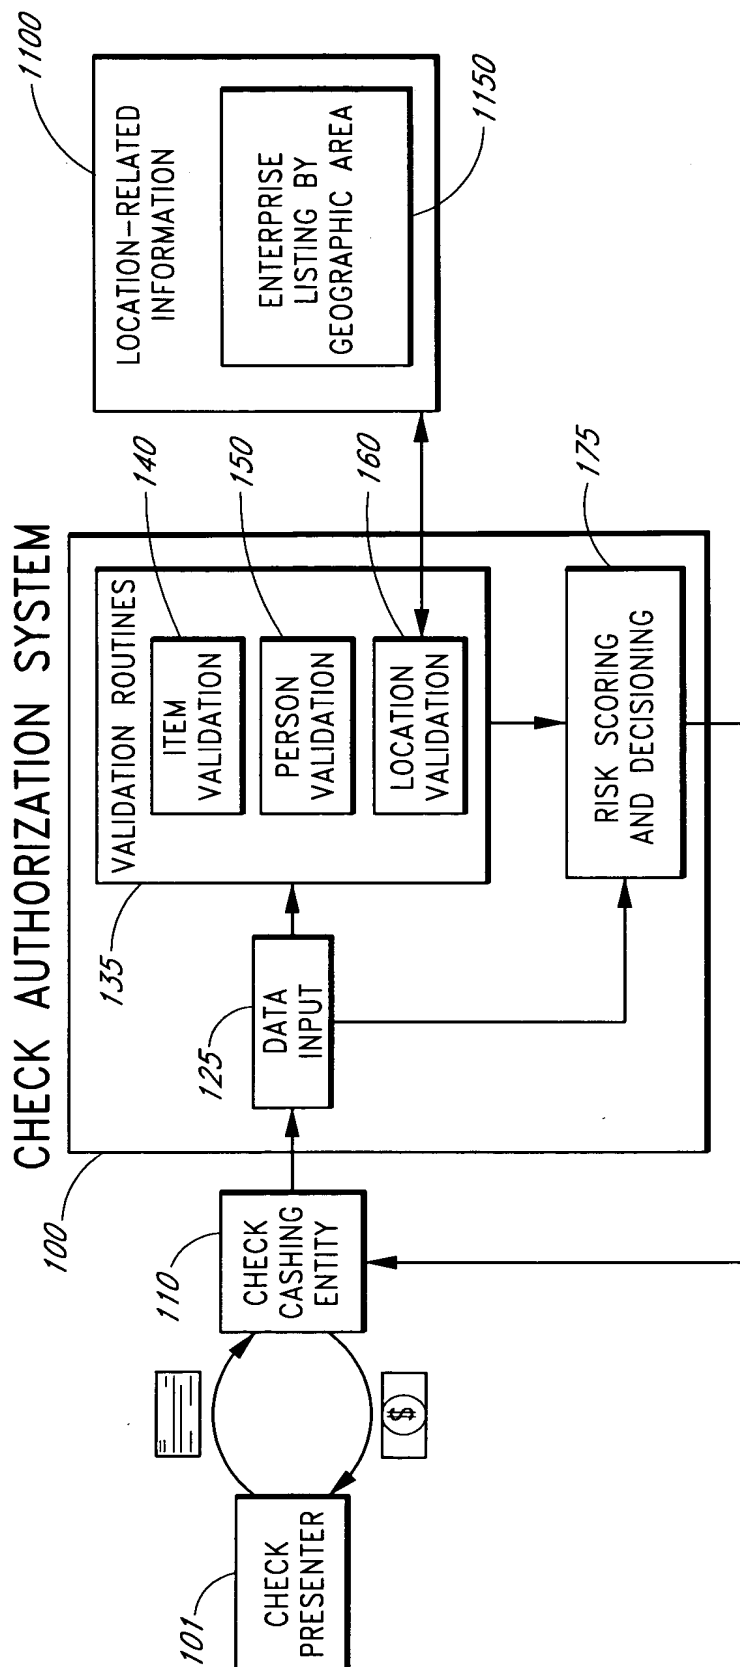 CHECK AUTHORIZATION SYSTEM
101
CHECK
PRESENTER
$
110
CHECK
CASHING
ENTITY
100
125
DATA
INPUT
135
VALIDATION ROUTINES
ITEM
VALIDATION
140
PERSON
VALIDATION
150
LOCATION
VALIDATION
160
RISK SCORING
AND DECISIONING
175
LOCATION-RELATED
INFORMATION
1100
ENTERPRISE
LISTING BY
GEOGRAPHIC AREA
1150